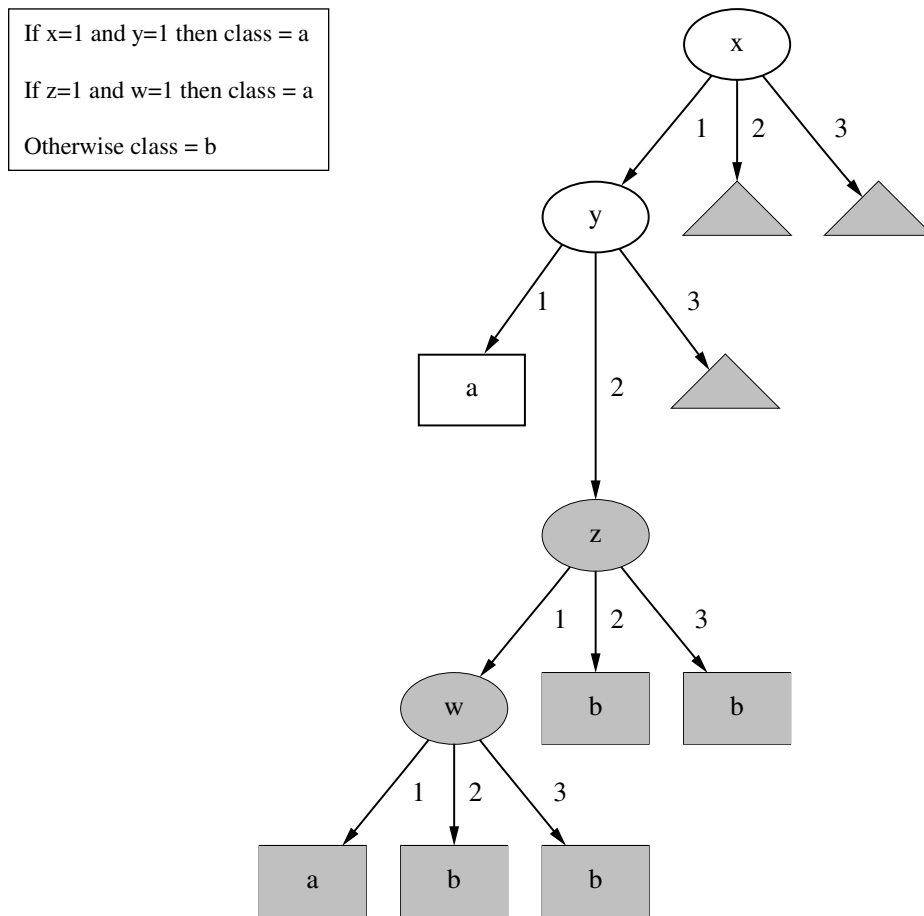 If x=1 and y=1 then class = a
If z=1 and w=1 then class = a
Otherwise class = b
x
1 2 3
y
1 2 3
a
z
1 2 3
w b b
1 2 3
a b b